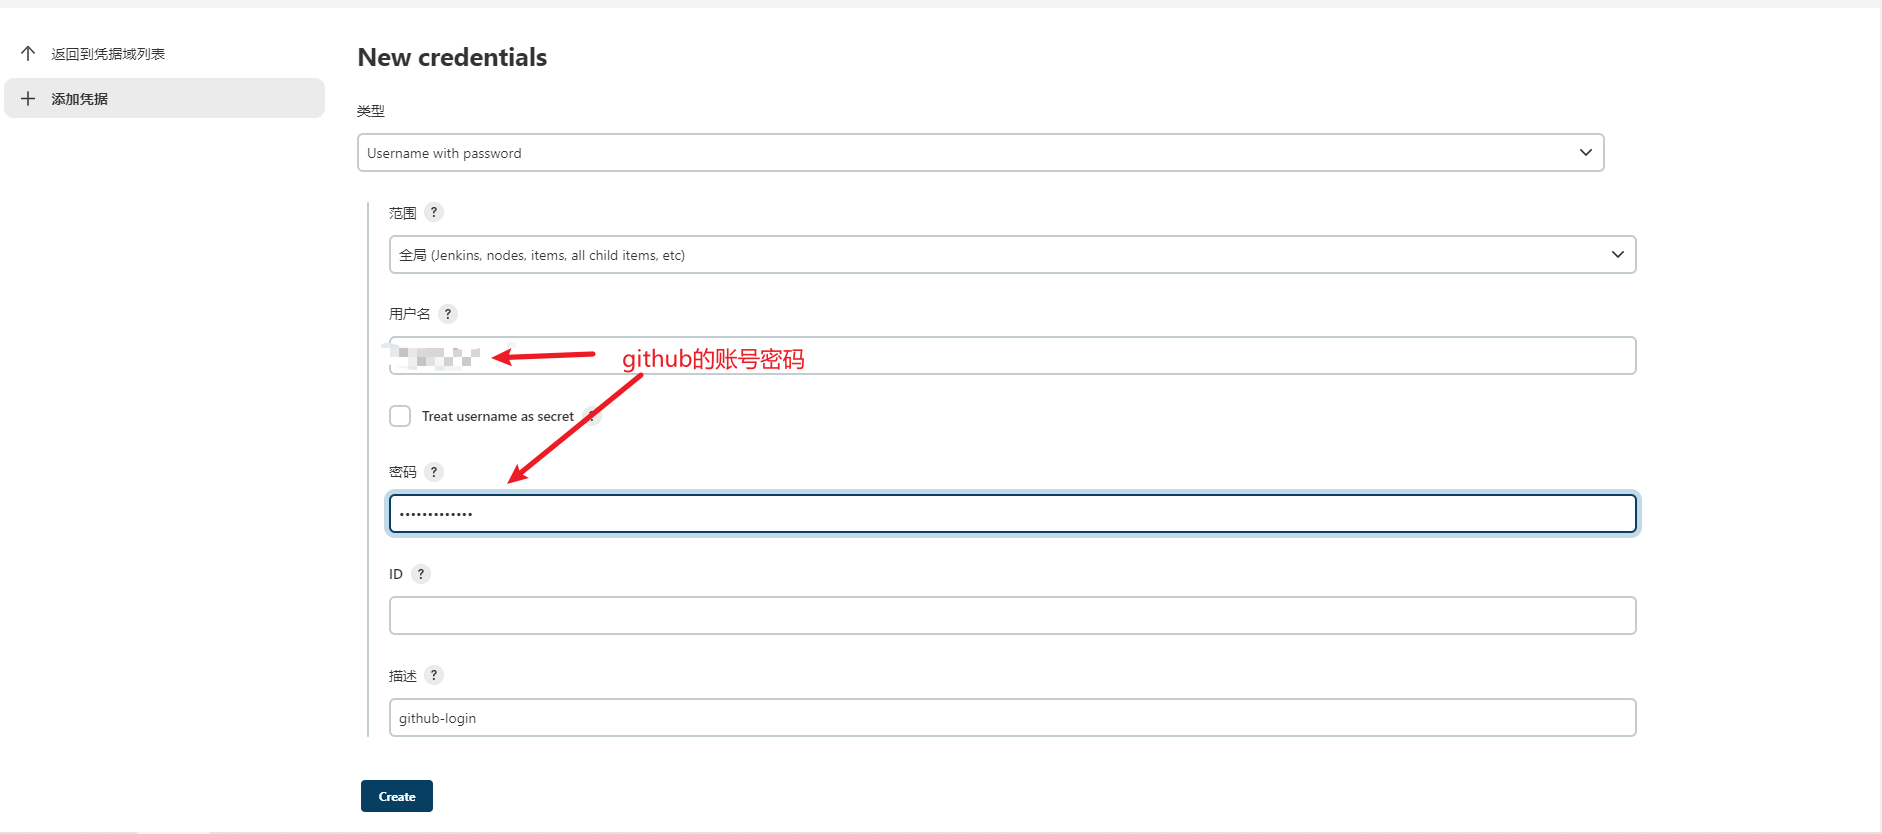 返回到凭据域列表
添加凭据
New credentials
类型
Username with password
范围 ?
全局 (Jenkins, nodes, items, all child items, etc)
用户名 ?
github的账号密码
Treat username as secret
密码 ?
•••••••••••••
ID ?
描述 ?
github-login
Create